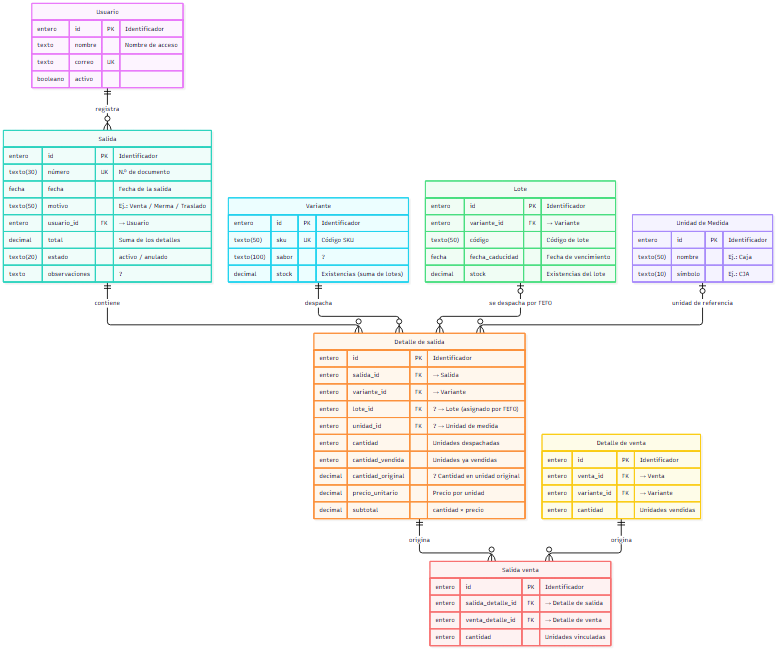 Usuario
entero id PK Identificador
texto nombre Nombre de acceso
texto correo UK
booleano activo
registra
Salida
entero id PK Identificador
texto(30) número UK N.º de documento
fecha fecha Fecha de la salida
texto(50) motivo Ej.: Venta / Merma / Traslado
entero usuario_id FK → Usuario
decimal total Suma de los detalles
texto(20) estado activo / anulado
texto observaciones ?
Variante
entero id PK Identificador
texto(50) sku UK Código SKU
texto(100) sabor ?
decimal stock Existencias (suma de lotes)
Lote
entero id PK Identificador
entero variante_id FK → Variante
texto(50) código Código de lote
fecha fecha_caducidad Fecha de vencimiento
decimal stock Existencias del lote
Unidad de Medida
entero id PK Identificador
texto(50) nombre Ej.: Caja
texto(10) símbolo Ej.: CJA
contiene
despacha
se despacha por FEFO
unidad de referencia
Detalle de salida
entero id PK Identificador
entero salida_id FK → Salida
entero variante_id FK → Variante
entero lote_id FK ? → Lote (asignado por FEFO)
entero unidad_id FK ? → Unidad de medida
entero cantidad Unidades despachadas
entero cantidad_vendida Unidades ya vendidas
decimal cantidad_original ? Cantidad en unidad original
decimal precio_unitario Precio por unidad
decimal subtotal cantidad × precio
Detalle de venta
entero id PK Identificador
entero venta_id FK → Venta
entero variante_id FK → Variante
entero cantidad Unidades vendidas
origina
origina
Salida venta
entero id PK Identificador
entero salida_detalle_id FK → Detalle de salida
entero venta_detalle_id FK → Detalle de venta
entero cantidad Unidades vinculadas